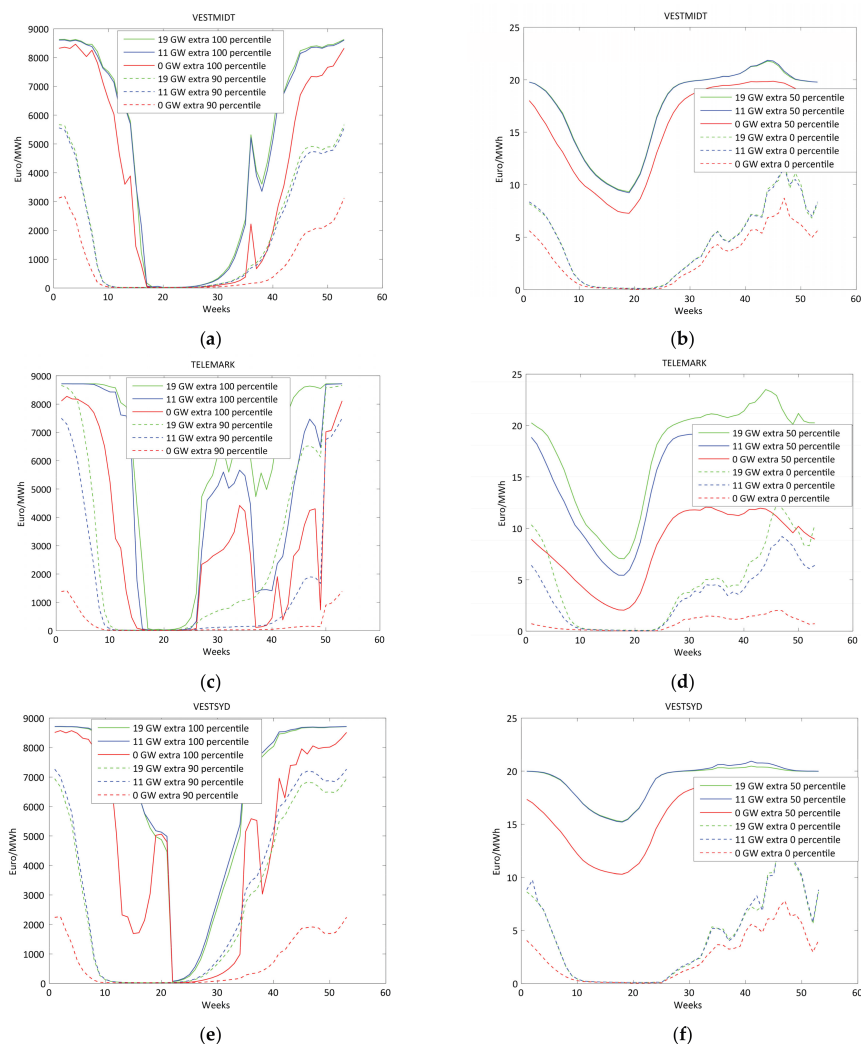 VESTMIDT
9000
8000
7000
6000
5000
4000
3000
2000
1000
0
Euro/MWh
19 GW extra 100 percentile
11 GW extra 100 percentile
0 GW extra 100 percentile
19 GW extra 90 percentile
11 GW extra 90 percentile
0 GW extra 90 percentile
0 10 20 30 40 50 60
Weeks
(a)
VESTMIDT
25
20
15
10
5
0
19 GW extra 50 percentile
11 GW extra 50 percentile
0 GW extra 50 percentile
19 GW extra 0 percentile
11 GW extra 0 percentile
0 GW extra 0 percentile
0 10 20 30 40 50 60
Weeks
(b)
TELEMARK
9000
8000
7000
6000
5000
4000
3000
2000
1000
0
Euro/MWh
19 GW extra 100 percentile
11 GW extra 100 percentile
0 GW extra 100 percentile
19 GW extra 90 percentile
11 GW extra 90 percentile
0 GW extra 90 percentile
0 10 20 30 40 50 60
Weeks
(c)
TELEMARK
25
20
15
10
5
0
19 GW extra 50 percentile
11 GW extra 50 percentile
0 GW extra 50 percentile
19 GW extra 0 percentile
11 GW extra 0 percentile
0 GW extra 0 percentile
0 10 20 30 40 50 60
Weeks
(d)
VESTSYD
9000
8000
7000
6000
5000
4000
3000
2000
1000
0
Euro/MWh
19 GW extra 100 percentile
11 GW extra 100 percentile
0 GW extra 100 percentile
19 GW extra 90 percentile
11 GW extra 90 percentile
0 GW extra 90 percentile
0 10 20 30 40 50 60
Weeks
(e)
VESTSYD
25
20
15
10
5
0
19 GW extra 50 percentile
11 GW extra 50 percentile
0 GW extra 50 percentile
19 GW extra 0 percentile
11 GW extra 0 percentile
0 GW extra 0 percentile
0 10 20 30 40 50 60
Weeks
(f)